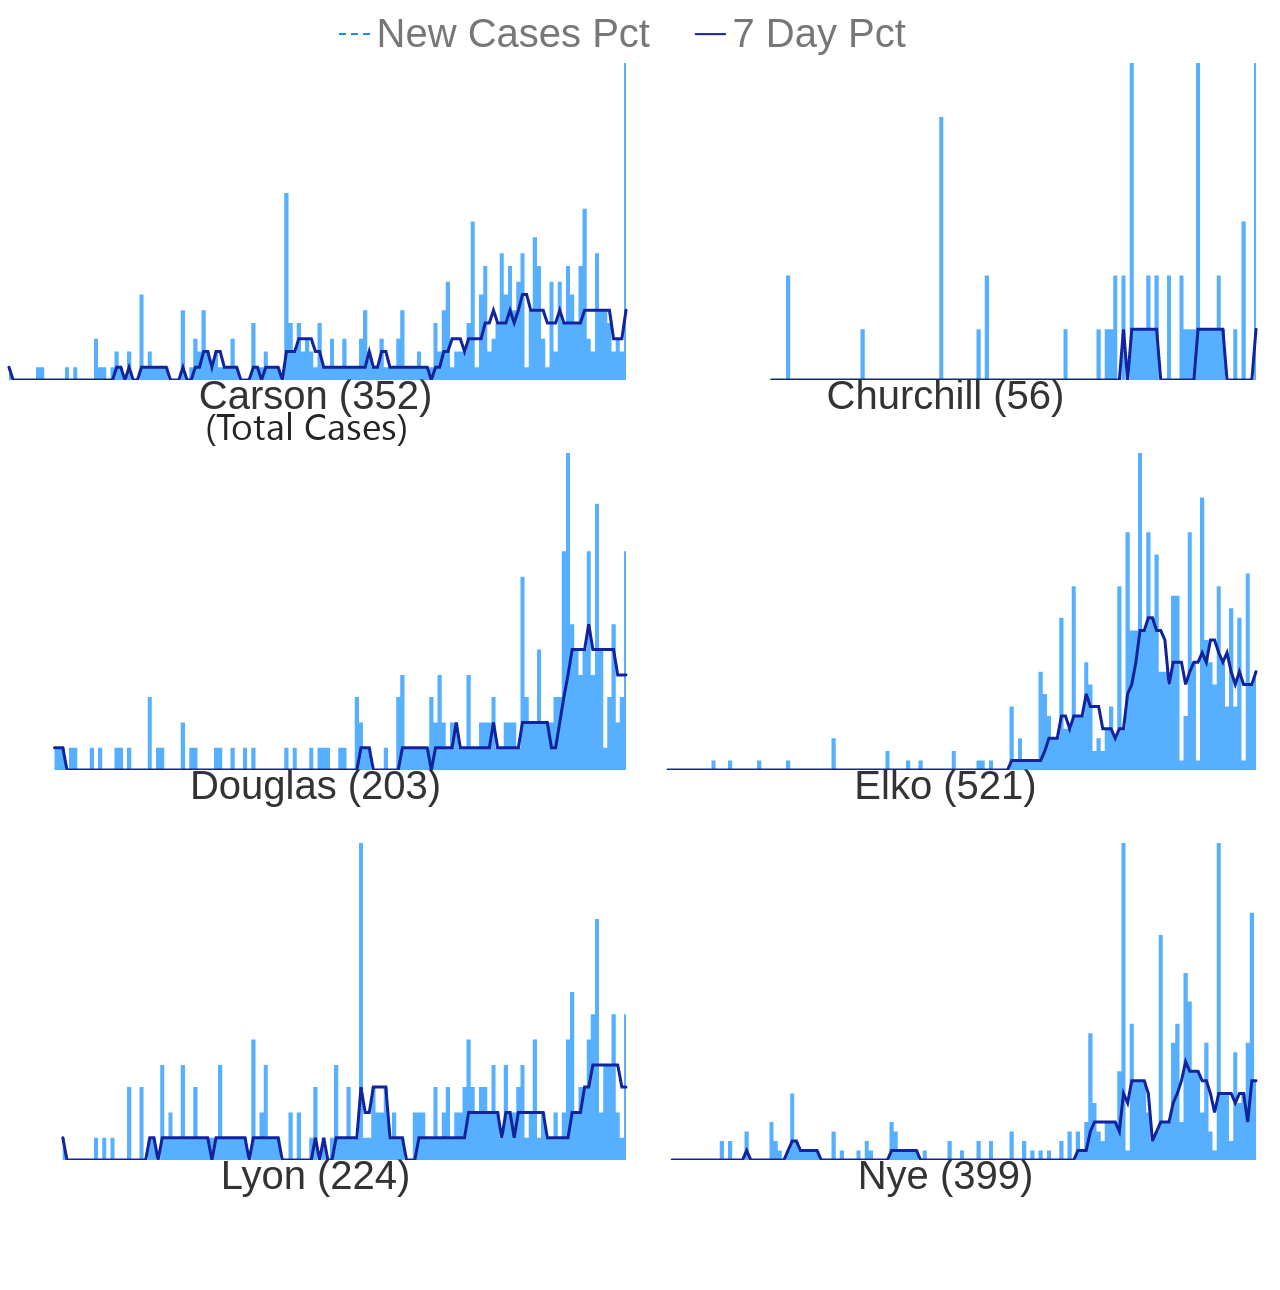 New Cases Pct 7 Day Pct
Carson (352) Churchill (56)
(Total Cases)
Douglas (203) Elko (521)
Lyon (224) Nye (399)